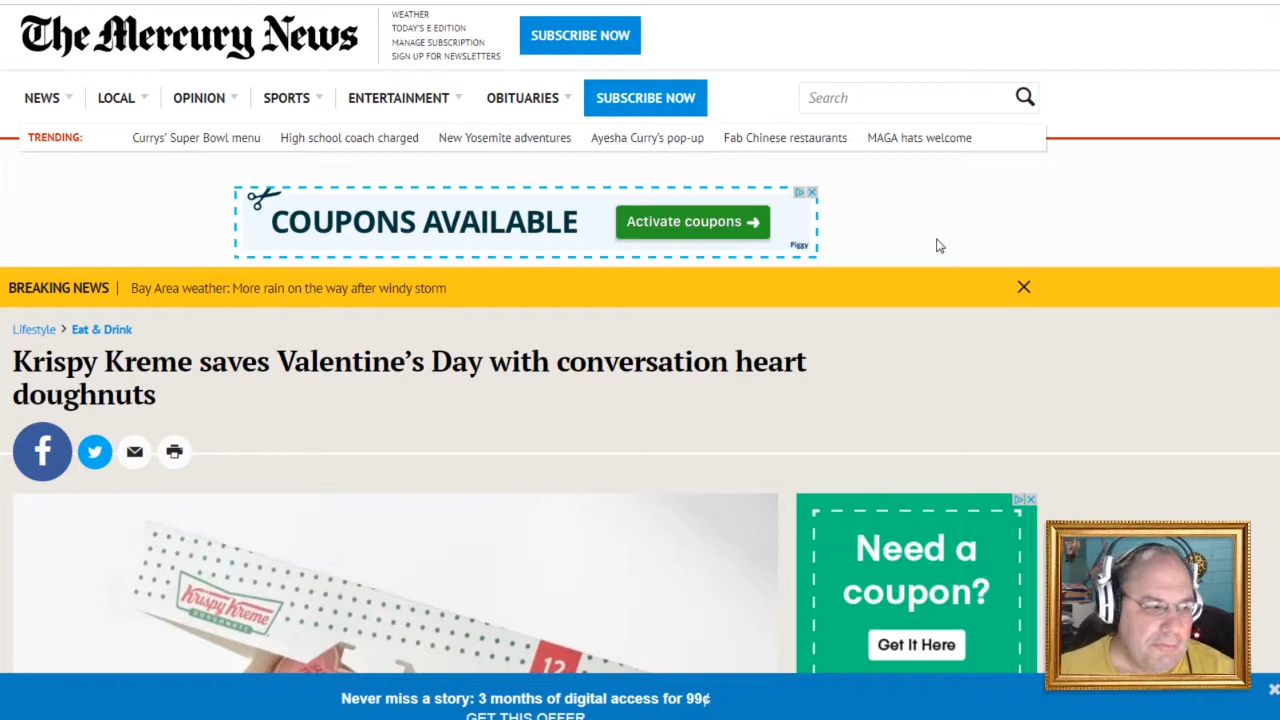 The Mercury News
WEATHER
TODAY'S E EDITION
MANAGE SUBSCRIPTION
SIGN UP FOR NEWSLETTERS
SUBSCRIBE NOW
NEWS LOCAL OPINION SPORTS ENTERTAINMENT OBITUARIES SUBSCRIBE NOW Search
TRENDING: Currys' Super Bowl menu High school coach charged New Yosemite adventures Ayesha Curry's pop-up Fab Chinese restaurants MAGA hats welcome
COUPONS AVAILABLE Activate coupons
Piggy
BREAKING NEWS Bay Area weather: More rain on the way after windy storm
Lifestyle > Eat & Drink
Krispy Kreme saves Valentine's Day with conversation heart
doughnuts
Krispy Kreme
DOUGHNUTS
12
Need a
coupon?
Get It Here
Never miss a story: 3 months of digital access for 99¢
GET THIS OFFER